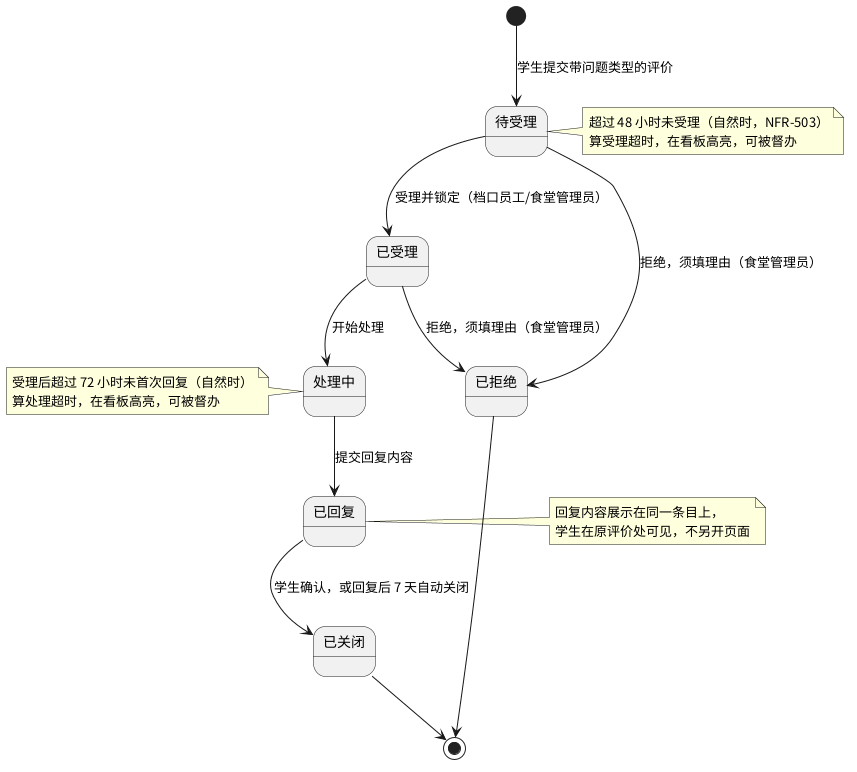 学生提交带问题类型的评价
待受理
超过 48 小时未受理（自然时，NFR-503）
算受理超时，在看板高亮，可被督办
受理并锁定（档口员工/食堂管理员）
已受理
拒绝，须填理由（食堂管理员）
开始处理
拒绝，须填理由（食堂管理员）
受理后超过 72 小时未首次回复（自然时）
算处理超时，在看板高亮，可被督办
处理中
已拒绝
提交回复内容
已回复
回复内容展示在同一条目上，
学生在原评价处可见，不另开页面
学生确认，或回复后 7 天自动关闭
已关闭